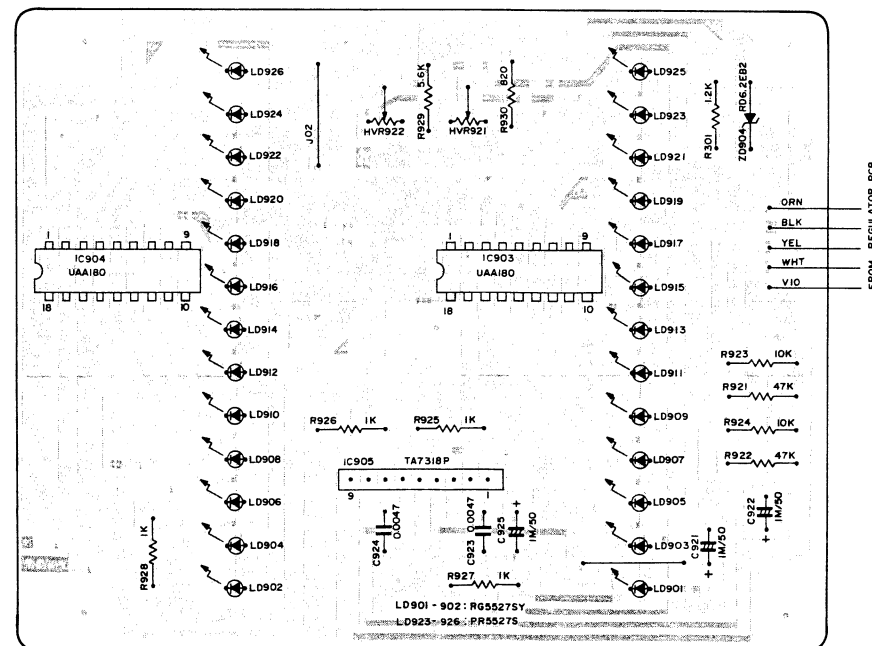 LD926
LD924
LD922
LD920
LD918
LD916
LD914
LD912
LD910
LD908
LD906
LD904
LD902
J02
HVR922
R929 5.6K
HVR921
R930 820
LD925
LD923
LD921
LD919
LD917
LD915
LD913
LD911
LD909
LD907
LD905
LD903
LD901
R301 1.2K
ZD904 RD6.2EB2
ORN
BLK
YEL
WHT
VIO
FROM REGULATOR PCB
1 9
IC904
UAA180
18 10
1 9
IC903
UAA180
18 10
R923 10K
R921 47K
R924 10K
R922 47K
R926 1K
R925 1K
IC905 TA7318P
9 1
C924 0.0047
C923 0.0047
C925 1M/50
+
C921 1M/50
+
C922 1M/50
+
R928 1K
R927 1K
LD901-902: RG5527SY
LD923-926: PR5527S